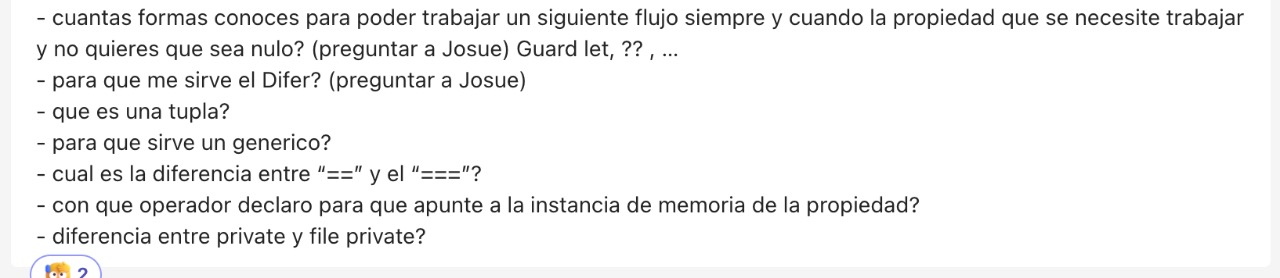 - cuantas formas conoces para poder trabajar un siguiente flujo siempre y cuando la propiedad que se necesite trabajar
y no quieres que sea nulo? (preguntar a Josue) Guard let, ?? , ...
- para que me sirve el Difer? (preguntar a Josue)
- que es una tupla?
- para que sirve un generico?
- cual es la diferencia entre “==” y el “===”?
- con que operador declaro para que apunte a la instancia de memoria de la propiedad?
- diferencia entre private y file private?
2